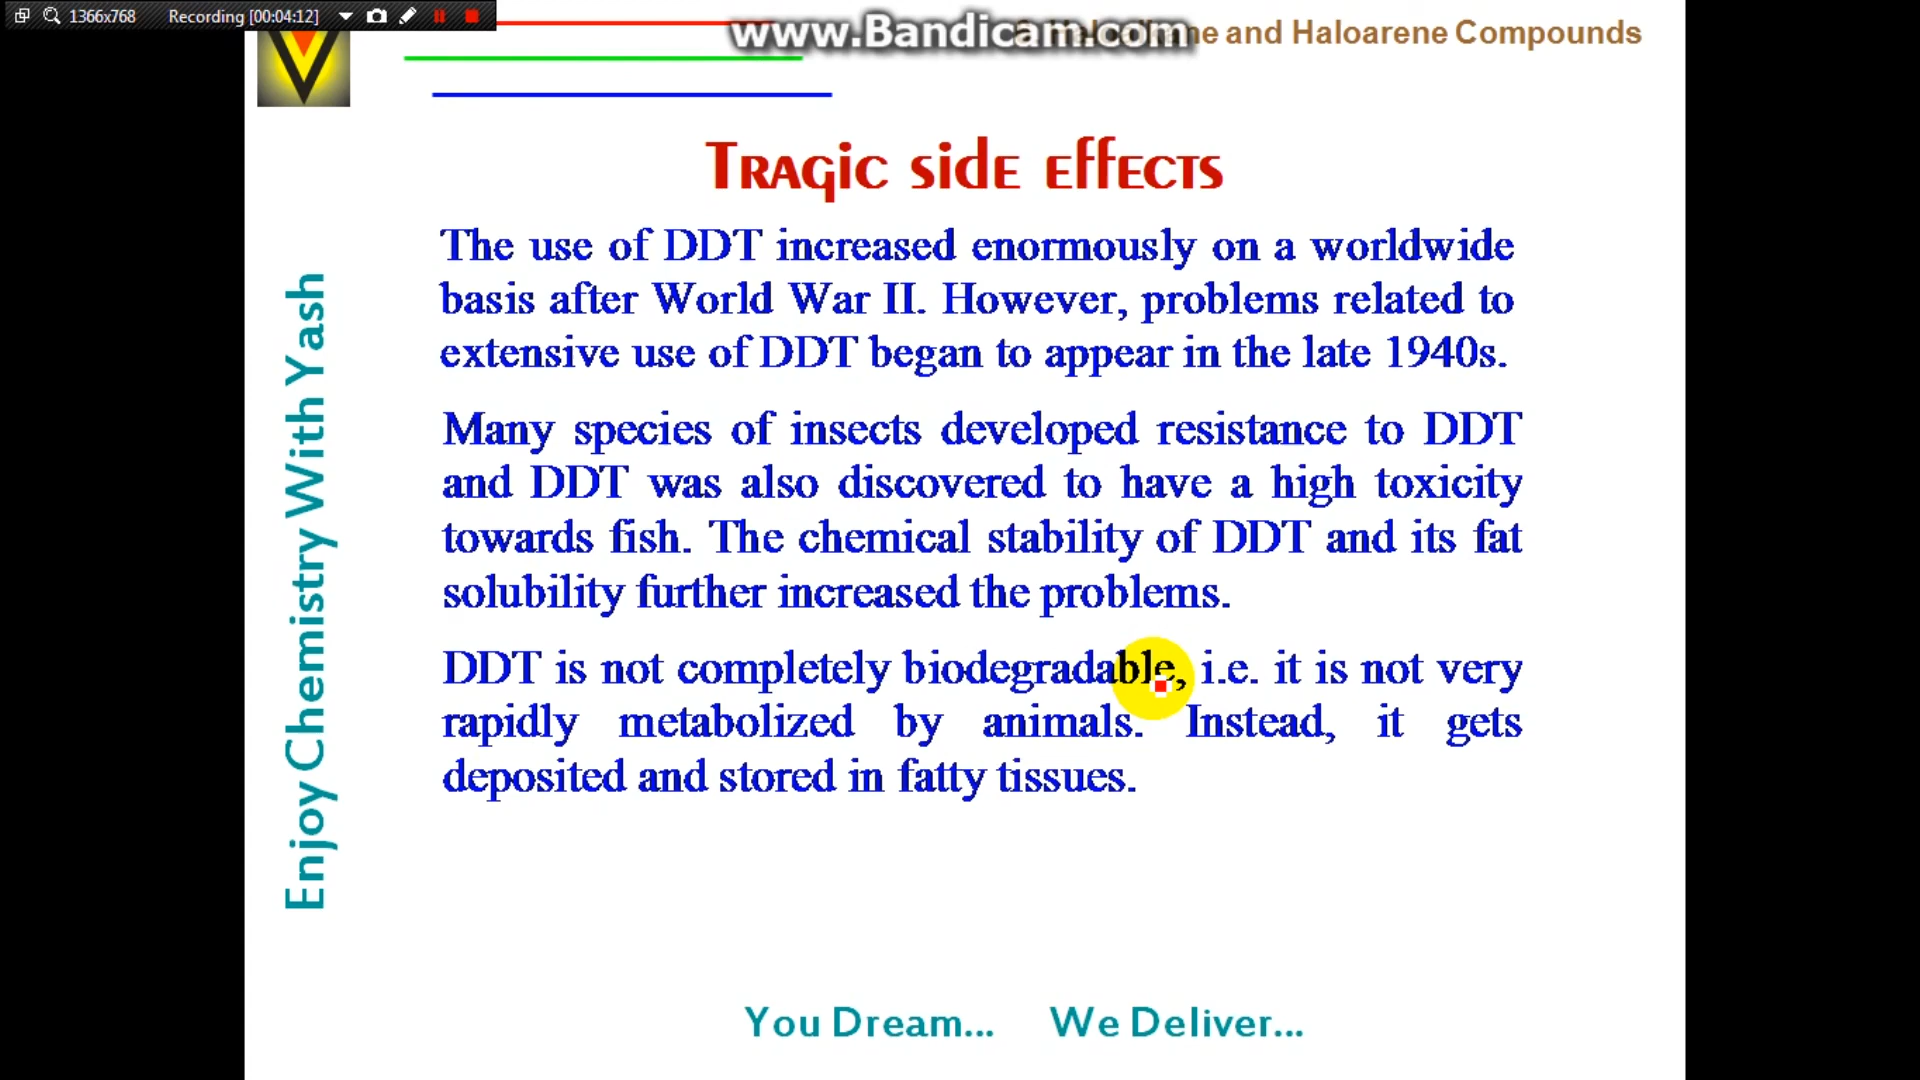 1366x768 Recording [00:04:12]
www.Bandicam.com
and Haloarene Compounds
Tragic side effects
The use of DDT increased enormously on a worldwide
basis after World War II. However, problems related to
extensive use of DDT began to appear in the late 1940s.
Many species of insects developed resistance to DDT
and DDT was also discovered to have a high toxicity
towards fish. The chemical stability of DDT and its fat
solubility further increased the problems.
DDT is not completely biodegradable, i.e. it is not very
rapidly metabolized by animals. Instead, it gets
deposited and stored in fatty tissues.
Enjoy Chemistry With Yash
You Dream... We Deliver...